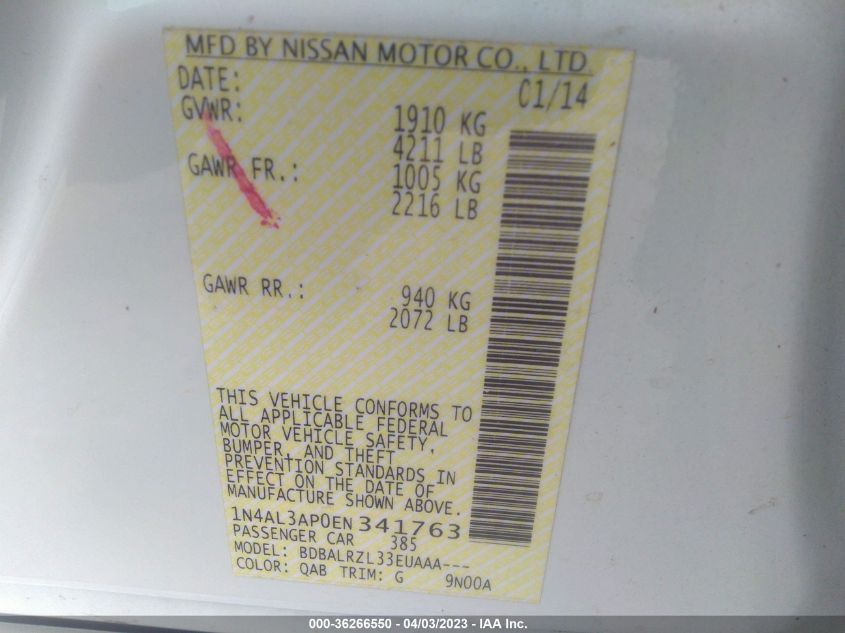 MFD BY NISSAN MOTOR CO., LTD.
DATE: 01/14
GVWR: 1910 KG
4211 LB
GAWR FR.: 1005 KG
2216 LB
GAWR RR.: 940 KG
2072 LB
THIS VEHICLE CONFORMS TO
ALL APPLICABLE FEDERAL
MOTOR VEHICLE SAFETY,
BUMPER, AND THEFT
PREVENTION STANDARDS IN
EFFECT ON THE DATE OF
MANUFACTURE SHOWN ABOVE.
1N4AL3AP0EN341763
PASSENGER CAR 385
MODEL: BDBALRZL33EUAAA---
COLOR: QAB TRIM: G 9N00A
000-36266550 - 04/03/2023 - IAA Inc.